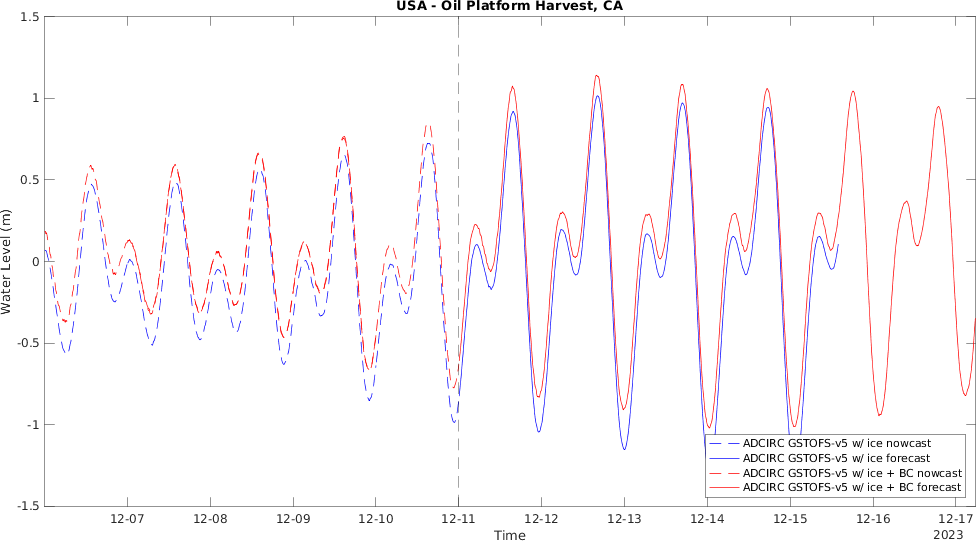 USA - Oil Platform Harvest, CA
1.5
1
0.5
0
-0.5
-1
-1.5
Water Level (m)
12-07
12-08
12-09
12-10
12-11
12-12
12-13
12-14
12-15
12-16
12-17
Time
2023
ADCIRC GSTOFS-v5 w/ ice nowcast
ADCIRC GSTOFS-v5 w/ ice forecast
ADCIRC GSTOFS-v5 w/ ice + BC nowcast
ADCIRC GSTOFS-v5 w/ ice + BC forecast